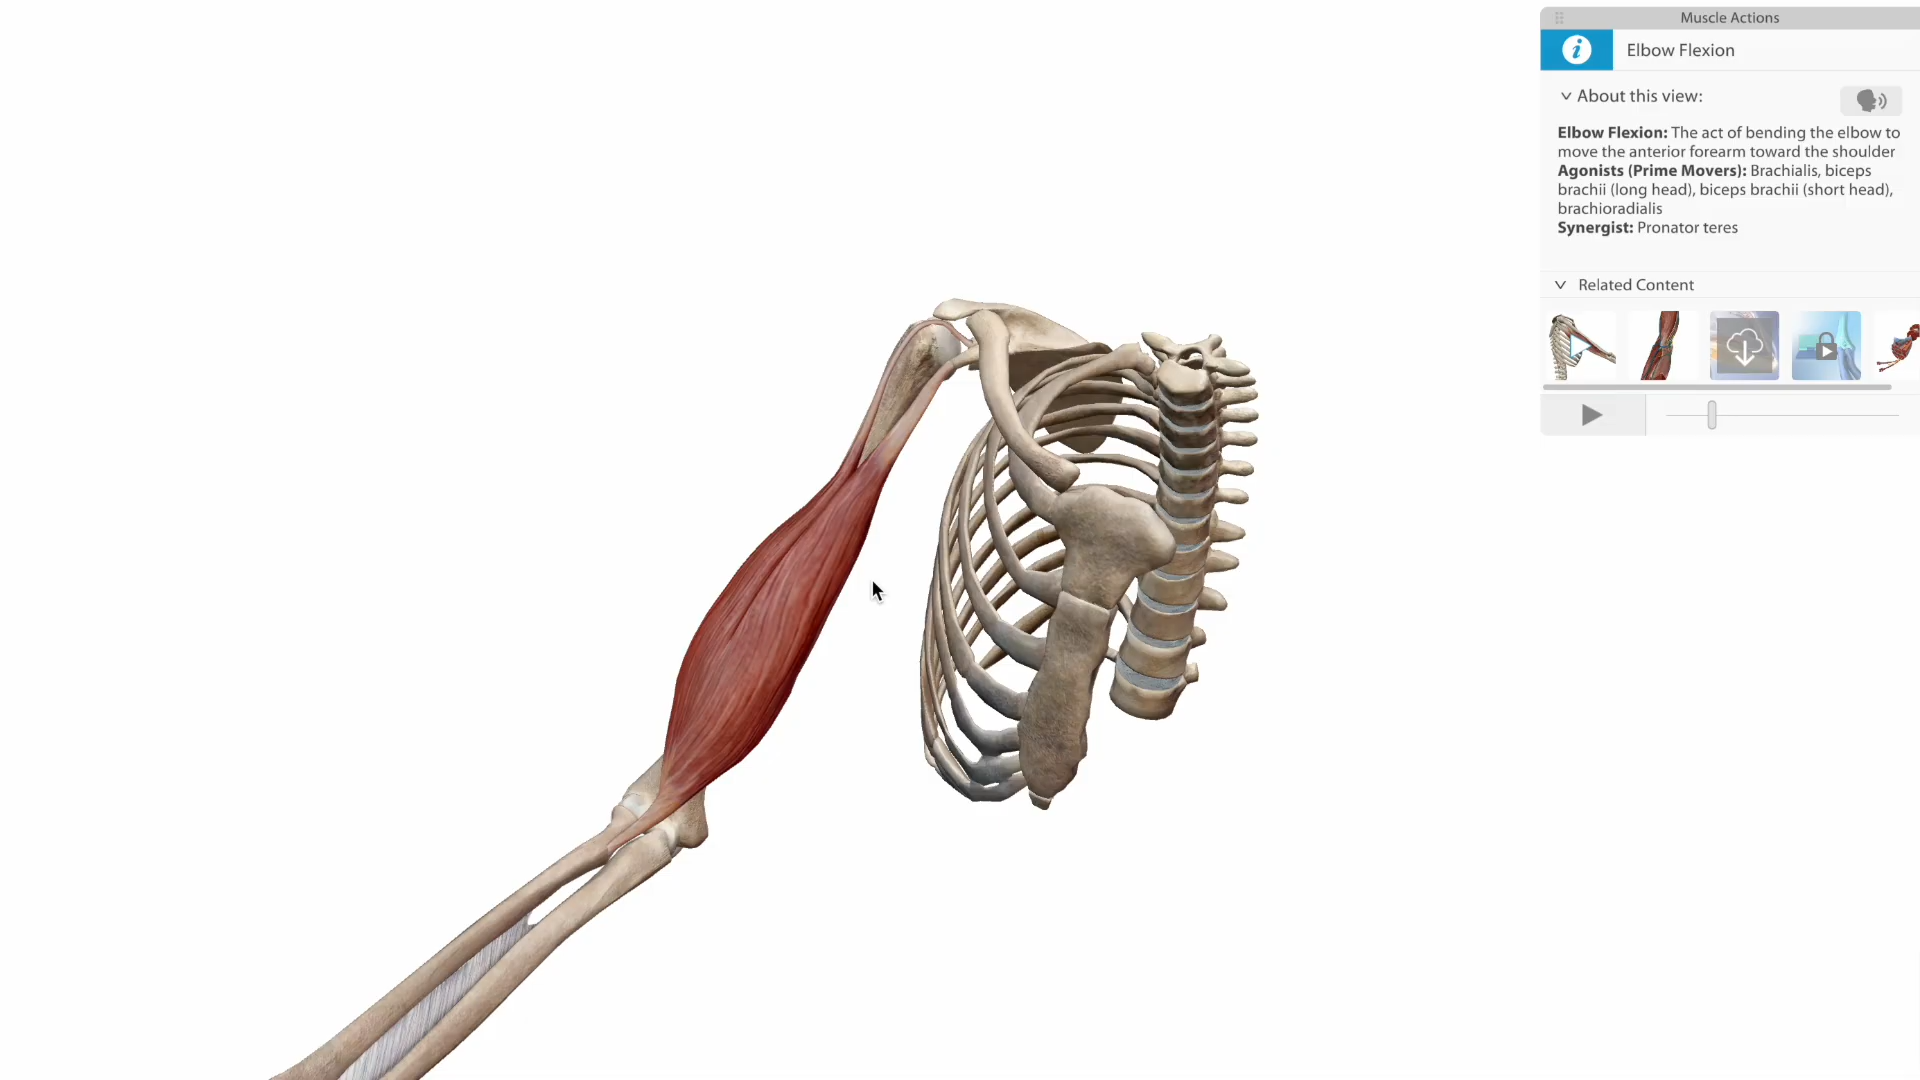 Muscle Actions
Elbow Flexion
About this view:
Elbow Flexion: The act of bending the elbow to
move the anterior forearm toward the shoulder
Agonists (Prime Movers): Brachialis, biceps
brachii (long head), biceps brachii (short head),
brachioradialis
Synergist: Pronator teres
Related Content